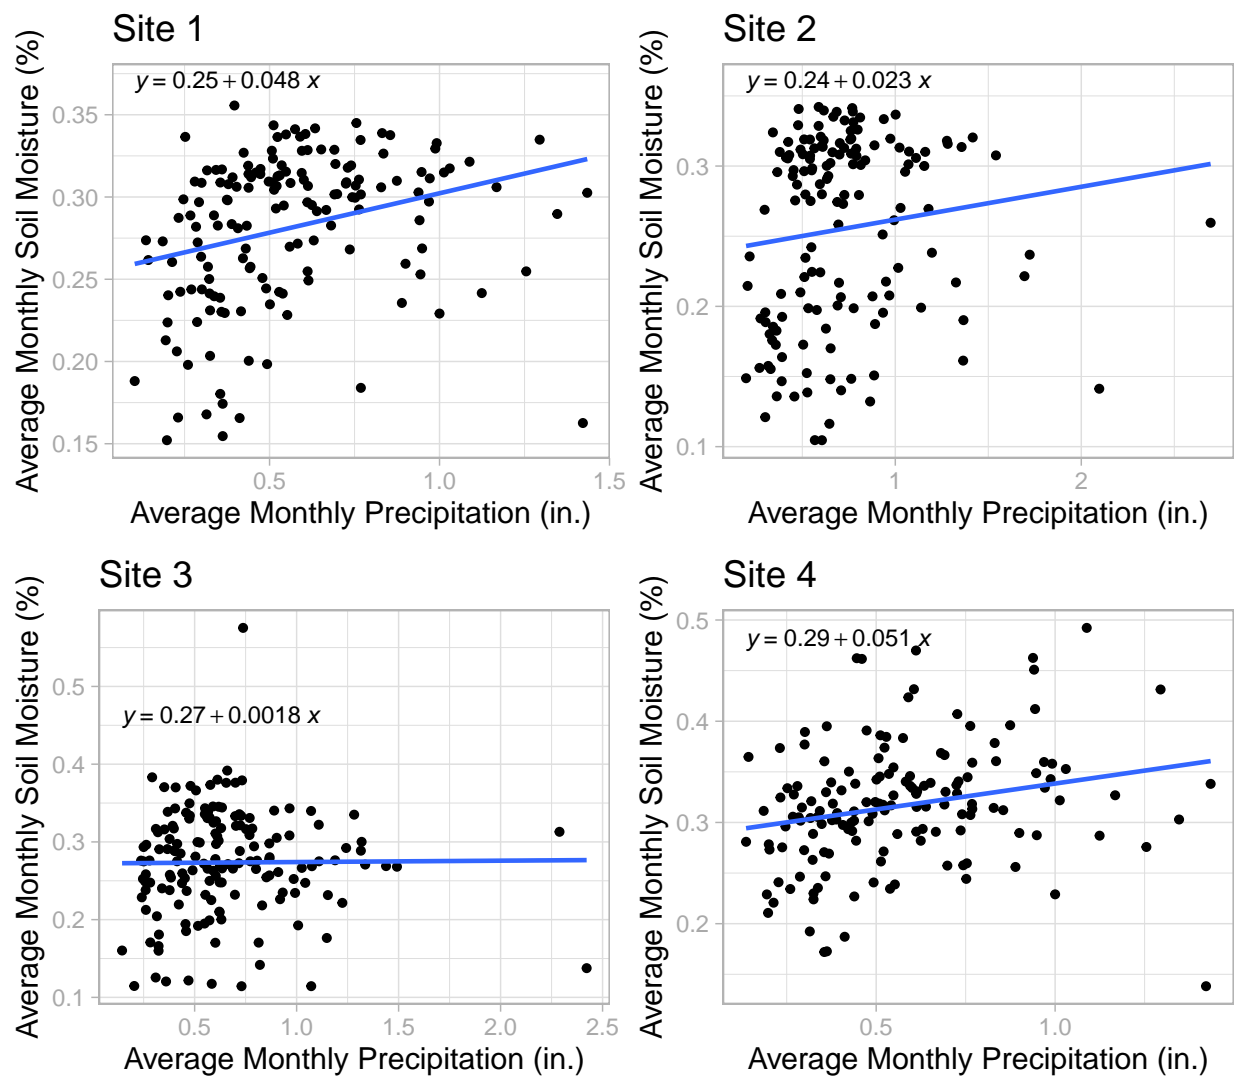 Site 1
Average Monthly Soil Moisture (%)
y = 0.25 + 0.048 x
0.35
0.30
0.25
0.20
0.15
0.5
1.0
1.5
Average Monthly Precipitation (in.)
Site 2
Average Monthly Soil Moisture (%)
y = 0.24 + 0.023 x
0.3
0.2
0.1
1
2
Average Monthly Precipitation (in.)
Site 3
Average Monthly Soil Moisture (%)
y = 0.27 + 0.0018 x
0.5
0.4
0.3
0.2
0.1
0.5
1.0
1.5
2.0
2.5
Average Monthly Precipitation (in.)
Site 4
Average Monthly Soil Moisture (%)
y = 0.29 + 0.051 x
0.5
0.4
0.3
0.2
0.5
1.0
Average Monthly Precipitation (in.)